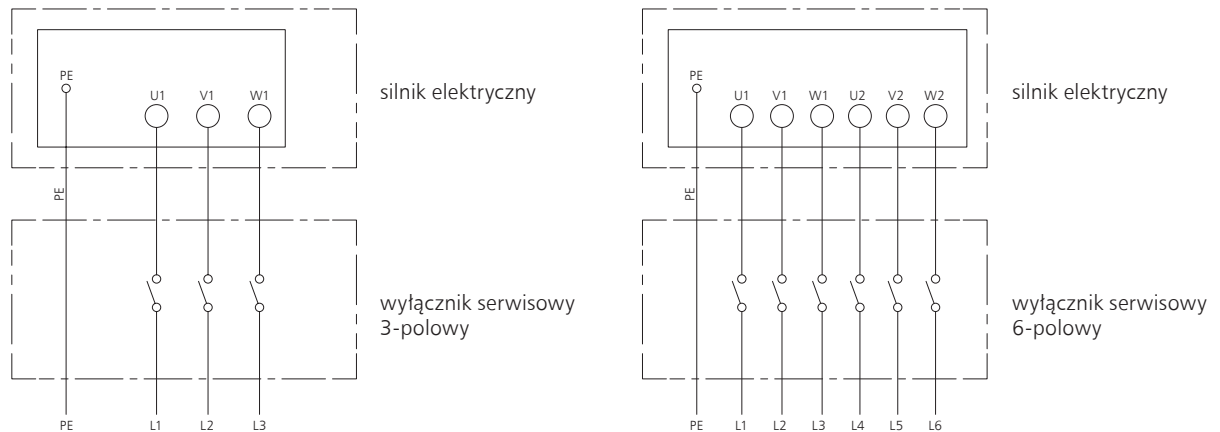 PE
U1 V1 W1
silnik elektryczny
PE
wyłącznik serwisowy
3-polowy
PE L1 L2 L3
PE
U1 V1 W1 U2 V2 W2
silnik elektryczny
PE
wyłącznik serwisowy
6-polowy
PE L1 L2 L3 L4 L5 L6